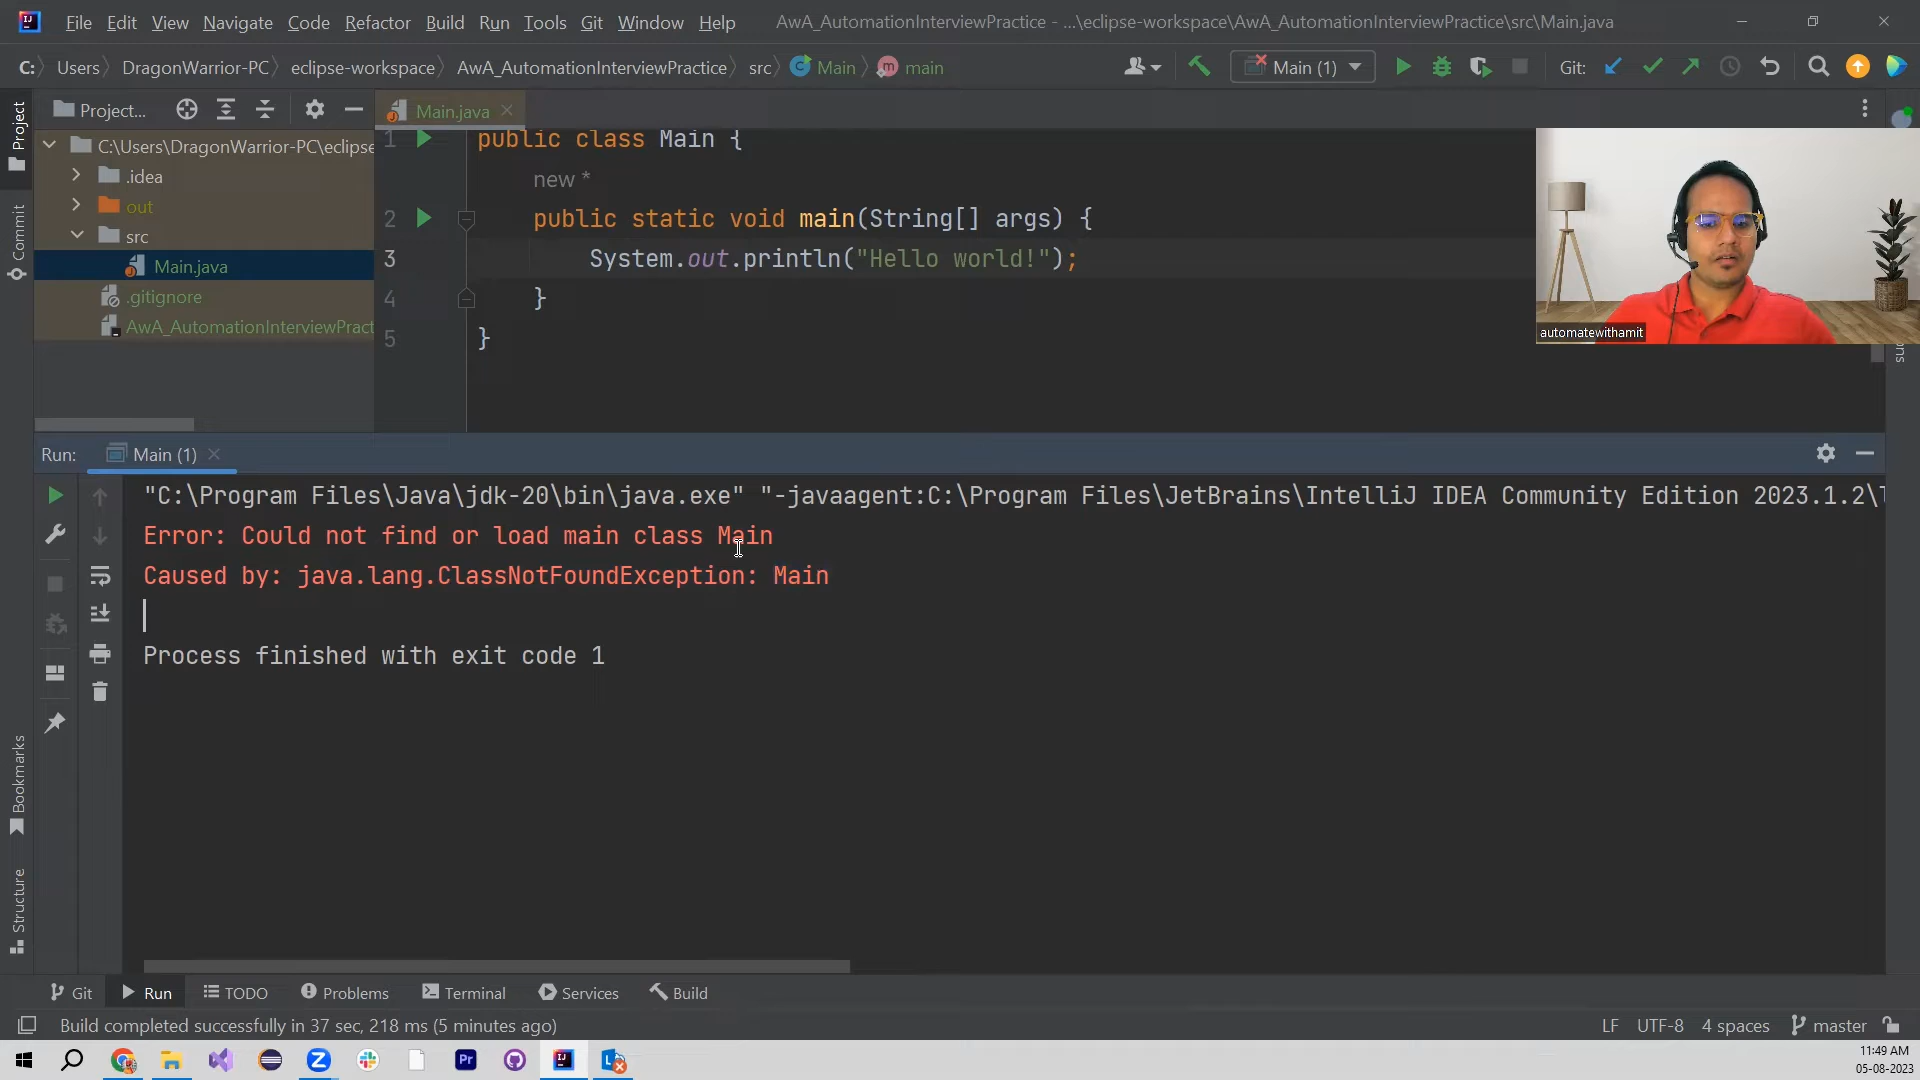 File Edit View Navigate Code Refactor Build Run Tools Git Window Help AwA_AutomationInterviewPractice - ...\eclipse-workspace\AwA_AutomationInterviewPractice\src\Main.java
C: Users DragonWarrior-PC eclipse-workspace AwA_AutomationInterviewPractice src Main main Main (1) Git:
Project
Commit
Bookmarks
Structure
Project...
C:\Users\DragonWarrior-PC\eclipse
.idea
out
src
Main.java
.gitignore
AwA_AutomationInterviewPract
Main.java
1 public class Main {
new *
2 public static void main(String[] args) {
3 System.out.println("Hello world!");
4 }
5 }
automatewithamit
ns
Run: Main (1)
"C:\Program Files\Java\jdk-20\bin\java.exe" "-javaagent:C:\Program Files\JetBrains\IntelliJ IDEA Community Edition 2023.1.2\
Error: Could not find or load main class Main
Caused by: java.lang.ClassNotFoundException: Main
Process finished with exit code 1
Git Run TODO Problems Terminal Services Build
Build completed successfully in 37 sec, 218 ms (5 minutes ago) LF UTF-8 4 spaces master
11:49 AM
05-08-2023